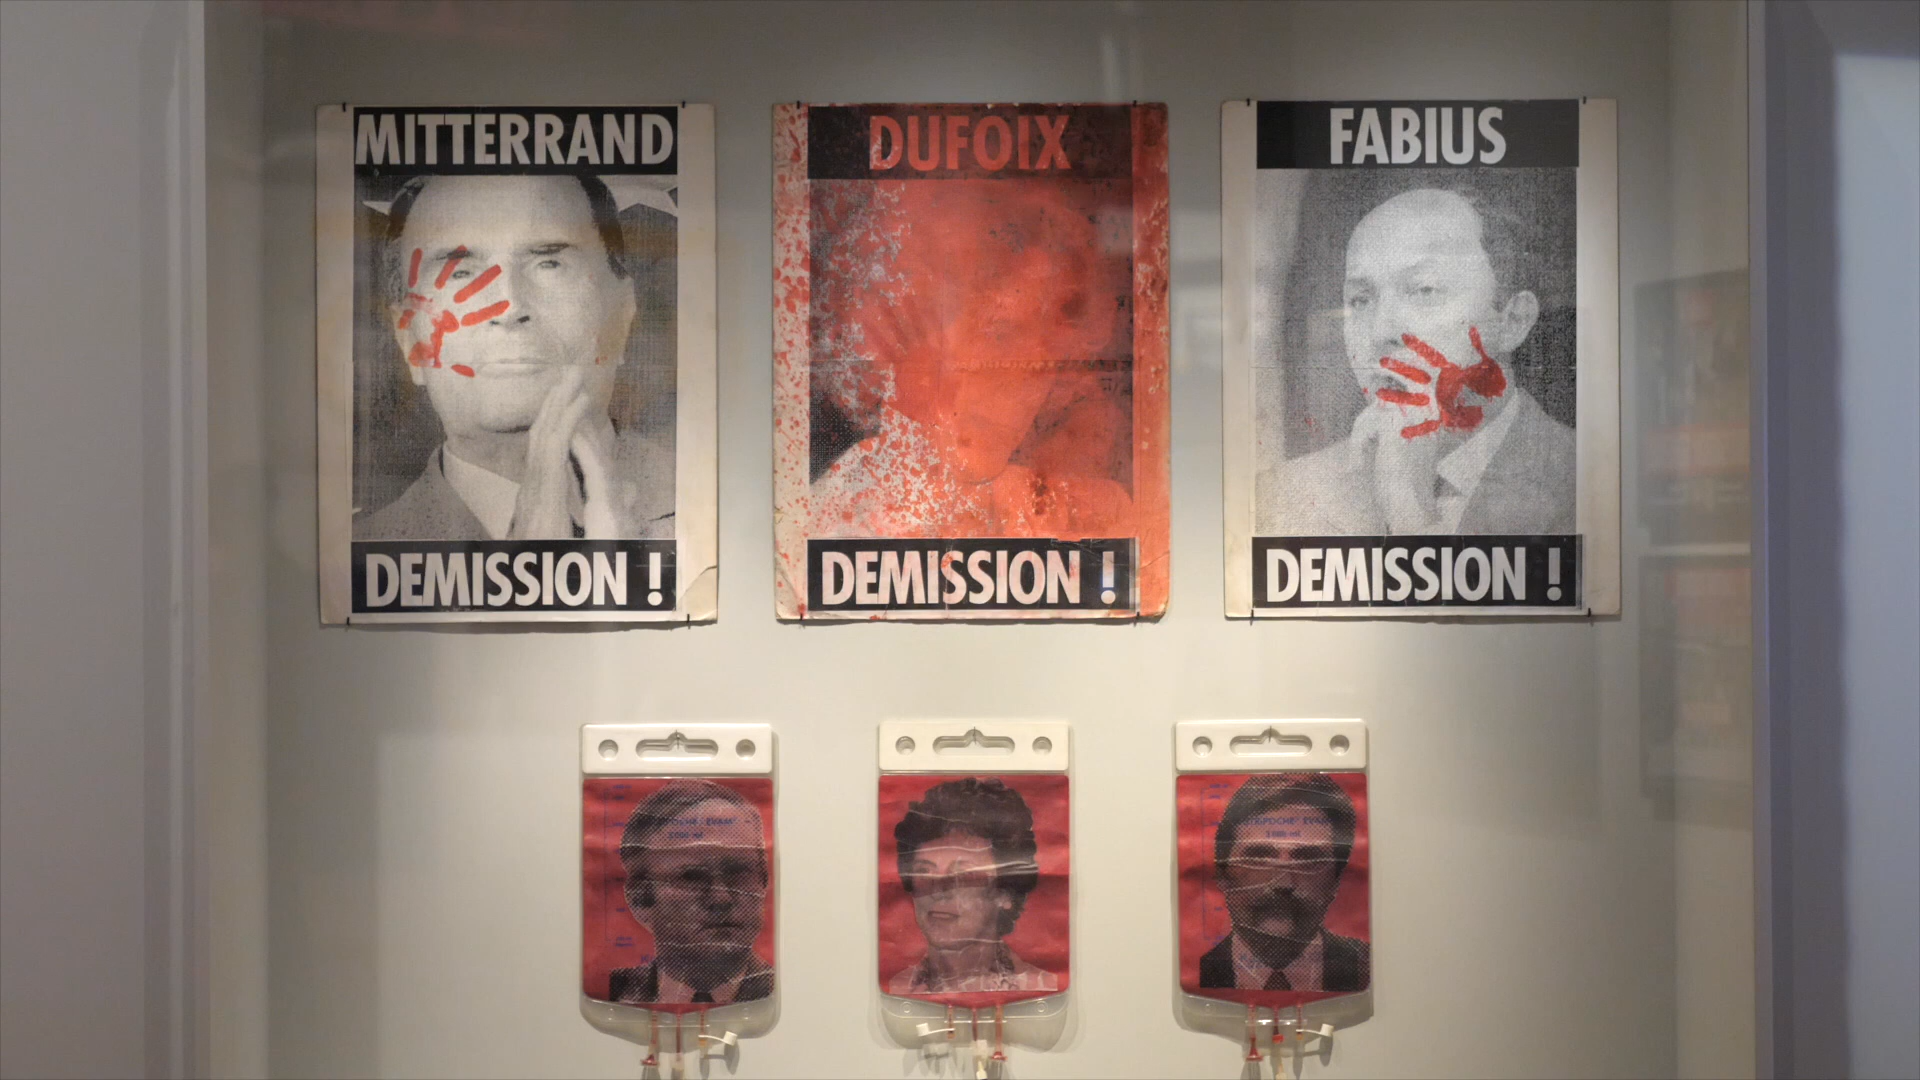 MITTERRAND
DEMISSION !
DUFOIX
DEMISSION !
FABIUS
DEMISSION !